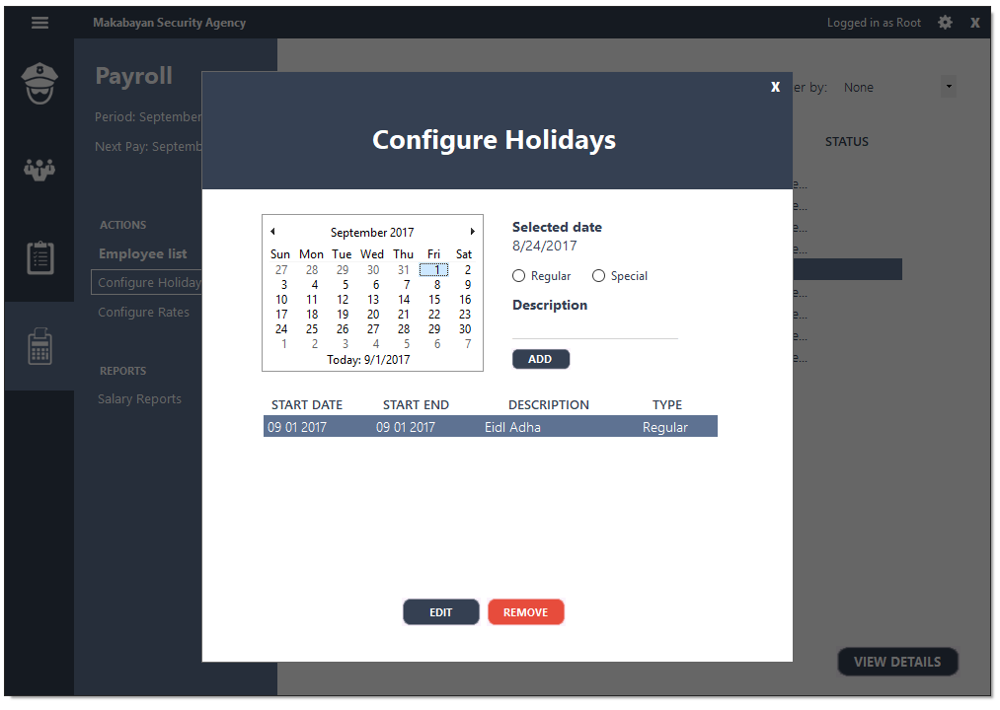 Makabayan Security Agency
Logged in as Root
X
Payroll
Period: September
Next Pay: Septemb
ACTIONS
Employee list
Configure Holiday
Configure Rates
REPORTS
Salary Reports
er by: None
STATUS
e...
e...
e...
e...
e...
e...
e...
e...
VIEW DETAILS
X
Configure Holidays
September 2017
Sun Mon Tue Wed Thu Fri Sat
27 28 29 30 31 1 2
3 4 5 6 7 8 9
10 11 12 13 14 15 16
17 18 19 20 21 22 23
24 25 26 27 28 29 30
1 2 3 4 5 6 7
Today: 9/1/2017
Selected date
8/24/2017
Regular Special
Description
ADD
START DATE START END DESCRIPTION TYPE
09 01 2017 09 01 2017 Eidl Adha Regular
EDIT REMOVE